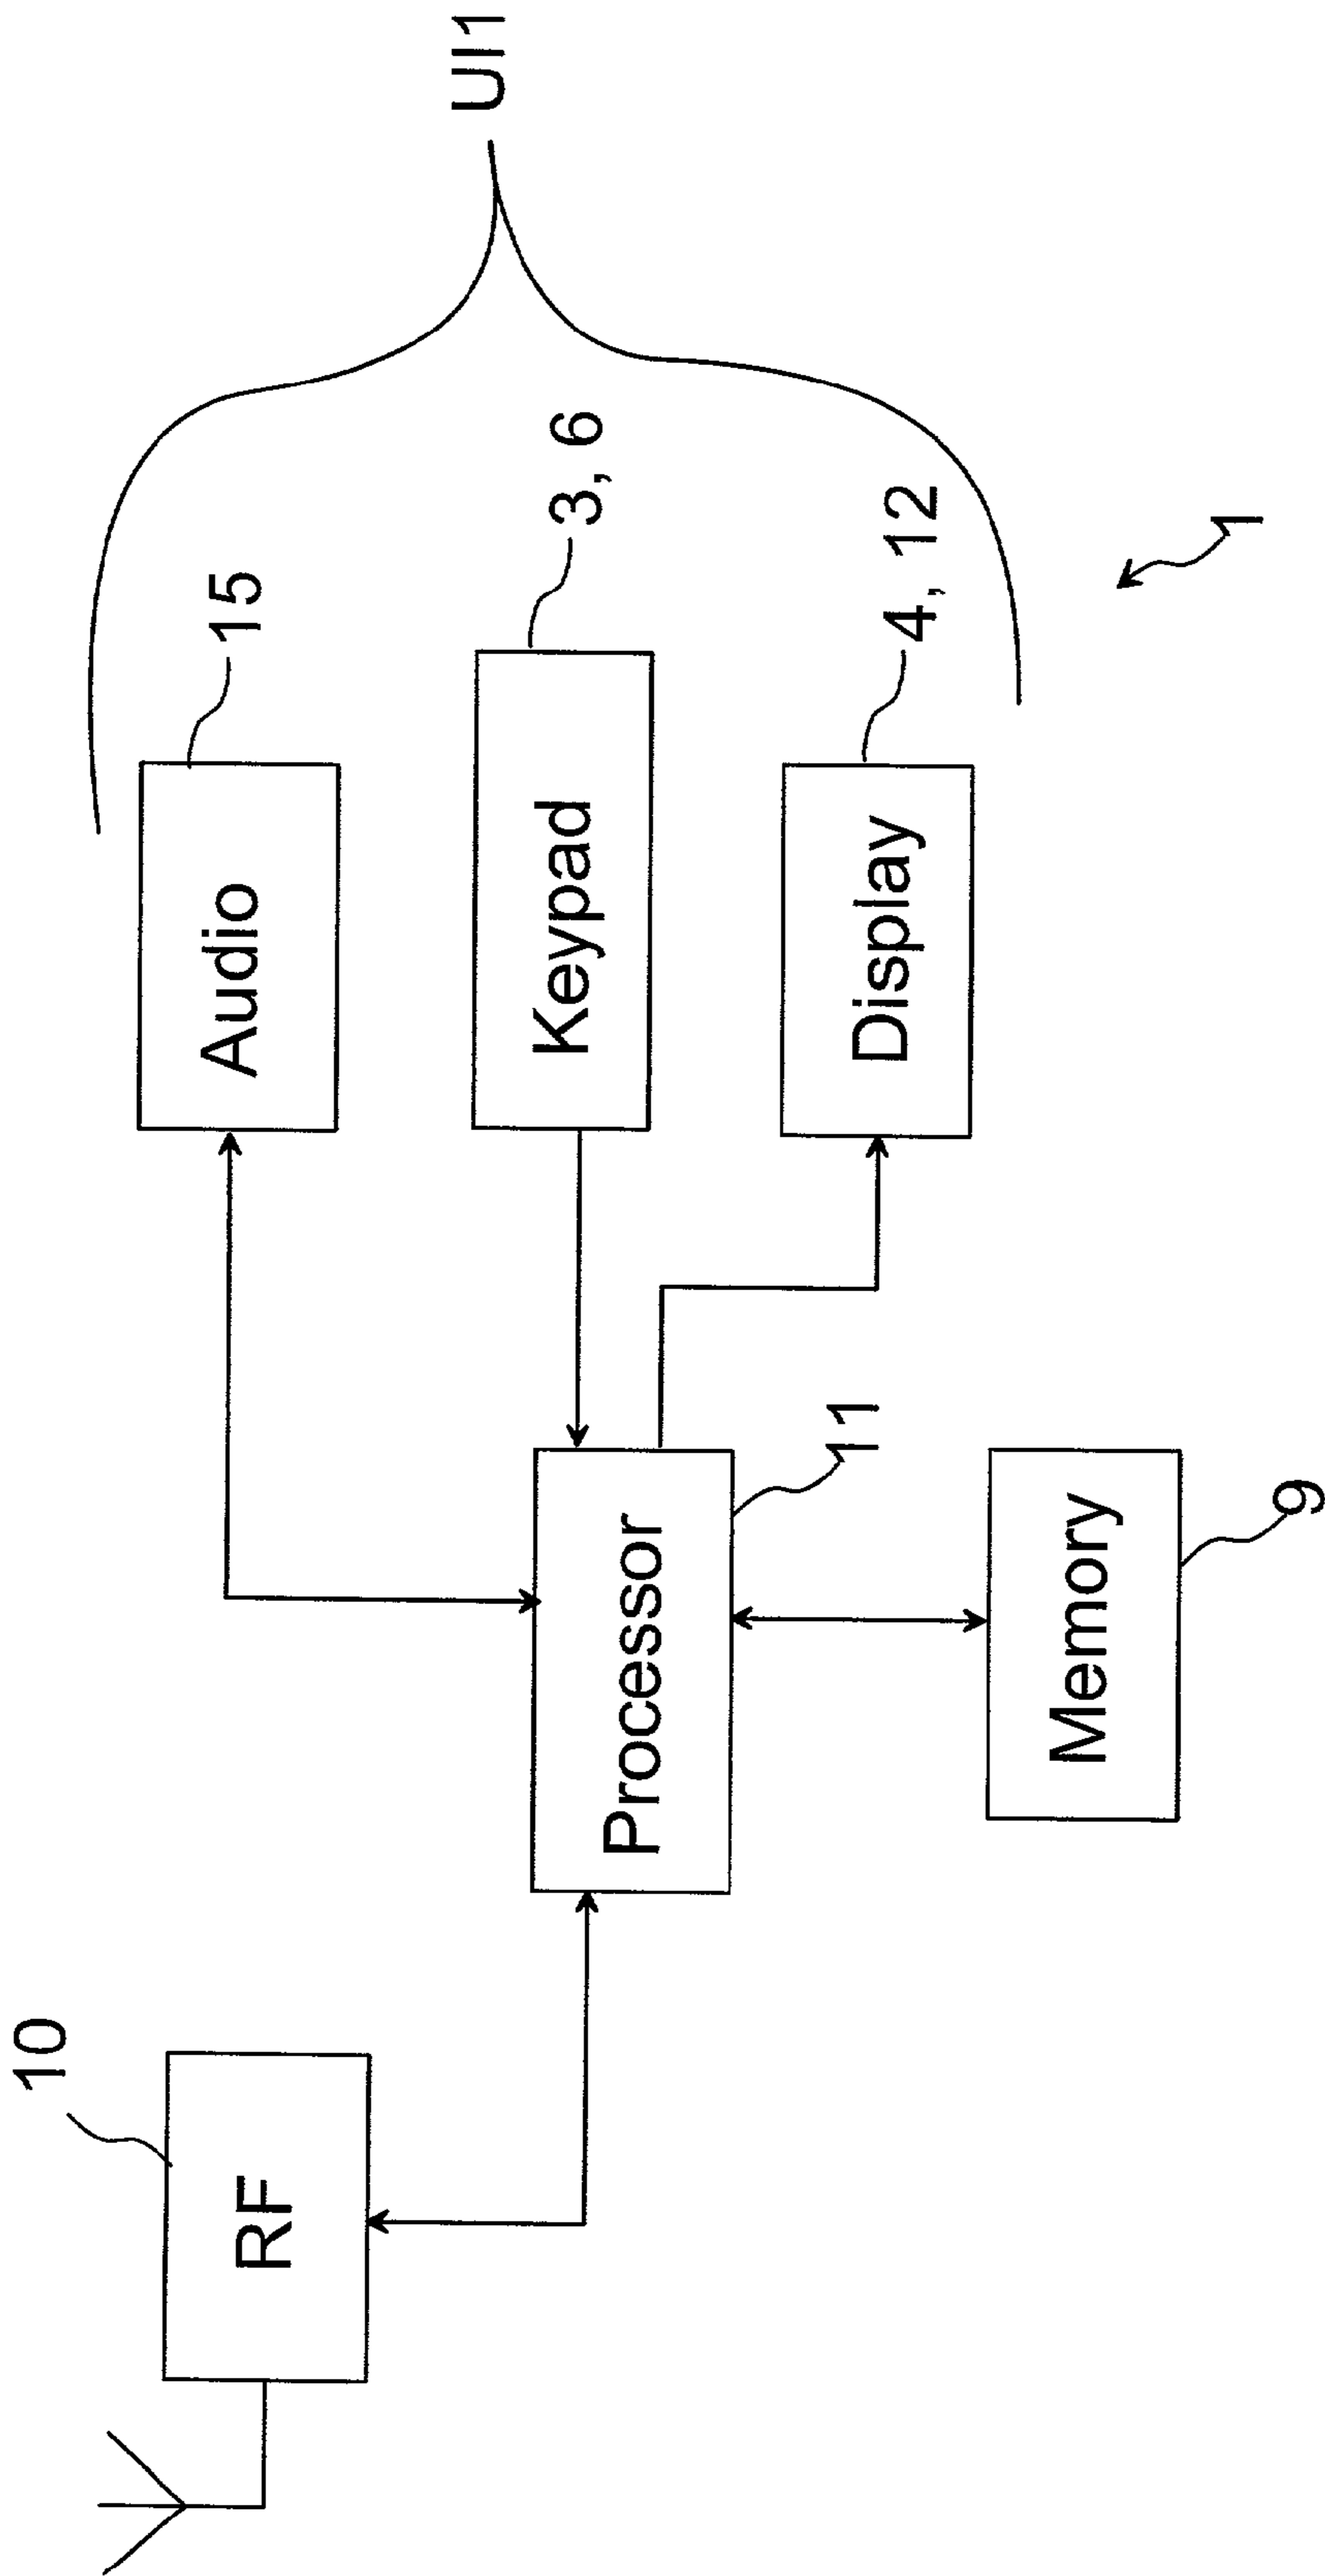 10
RF
Processor
11
Memory
9
Audio
15
Keypad
3, 6
Display
4, 12
UI1
1